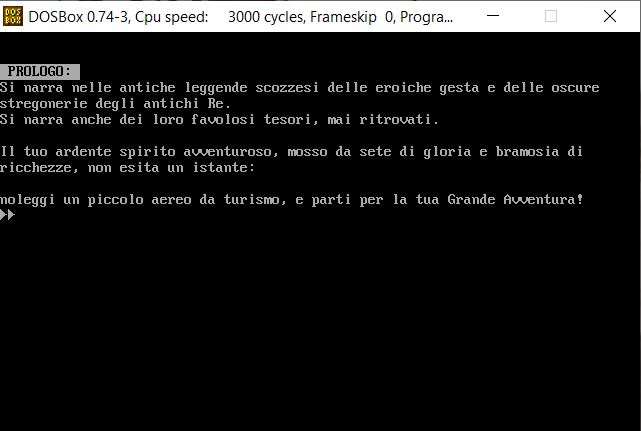 DOSBox 0.74-3, Cpu speed: 3000 cycles, Frameskip 0, Progra...
PROLOGO:
Si narra nelle antiche leggende scozzesi delle eroiche gesta e delle oscure
stregonerie degli antichi Re.
Si narra anche dei loro favolosi tesori, mai ritrovati.
Il tuo ardente spirito avventuroso, mosso da sete di gloria e bramosia di
ricchezze, non esita un istante:
noleggi un piccolo aereo da turismo, e parti per la tua Grande Avventura!